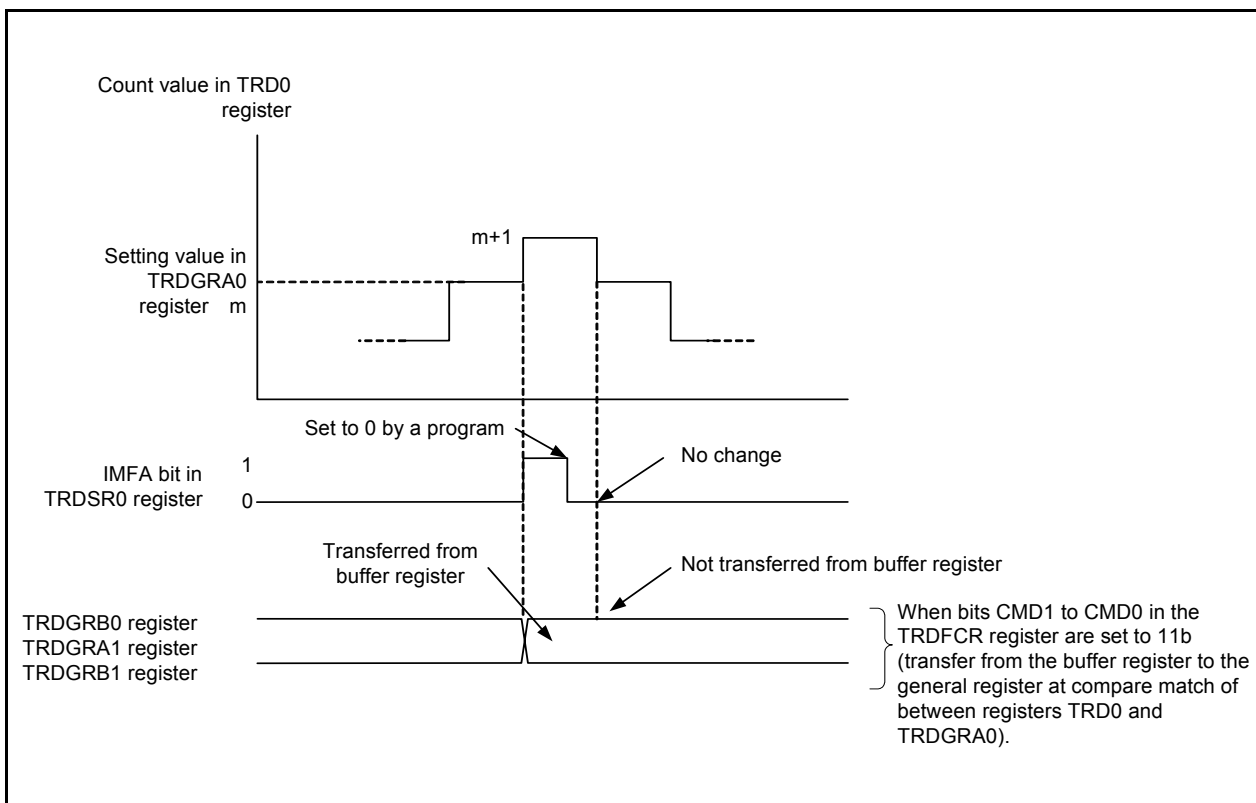 Count value in TRD0
register
m+1
Setting value in
TRDGRA0
register m
Set to 0 by a program
No change
IMFA bit in
TRDSR0 register
1
0
Transferred from
buffer register
Not transferred from buffer register
TRDGRB0 register
TRDGRA1 register
TRDGRB1 register
When bits CMD1 to CMD0 in the
TRDFCR register are set to 11b
(transfer from the buffer register to the
general register at compare match of
between registers TRD0 and
TRDGRA0).